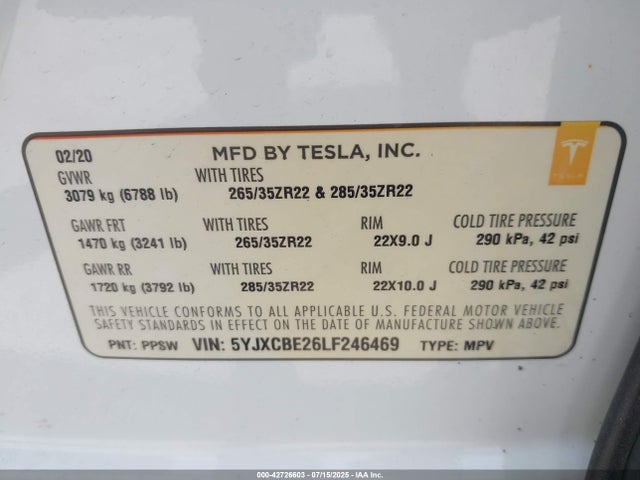 02/20 MFD BY TESLA, INC.
GVWR WITH TIRES
3079 kg (6788 lb) 265/35ZR22 & 285/35ZR22
TESLA
GAWR FRT WITH TIRES RIM COLD TIRE PRESSURE
1470 kg (3241 lb) 265/35ZR22 22X9.0 J 290 kPa, 42 psi
GAWR RR WITH TIRES RIM COLD TIRE PRESSURE
1720 kg (3792 lb) 285/35ZR22 22X10.0 J 290 kPa, 42 psi
THIS VEHICLE CONFORMS TO ALL APPLICABLE U.S. FEDERAL MOTOR VEHICLE
SAFETY STANDARDS IN EFFECT ON THE DATE OF MANUFACTURE SHOWN ABOVE.
PNT: PPSW VIN: 5YJXCBE26LF246469 TYPE: MPV
000-42726603 - 07/15/2025 - IAA Inc.